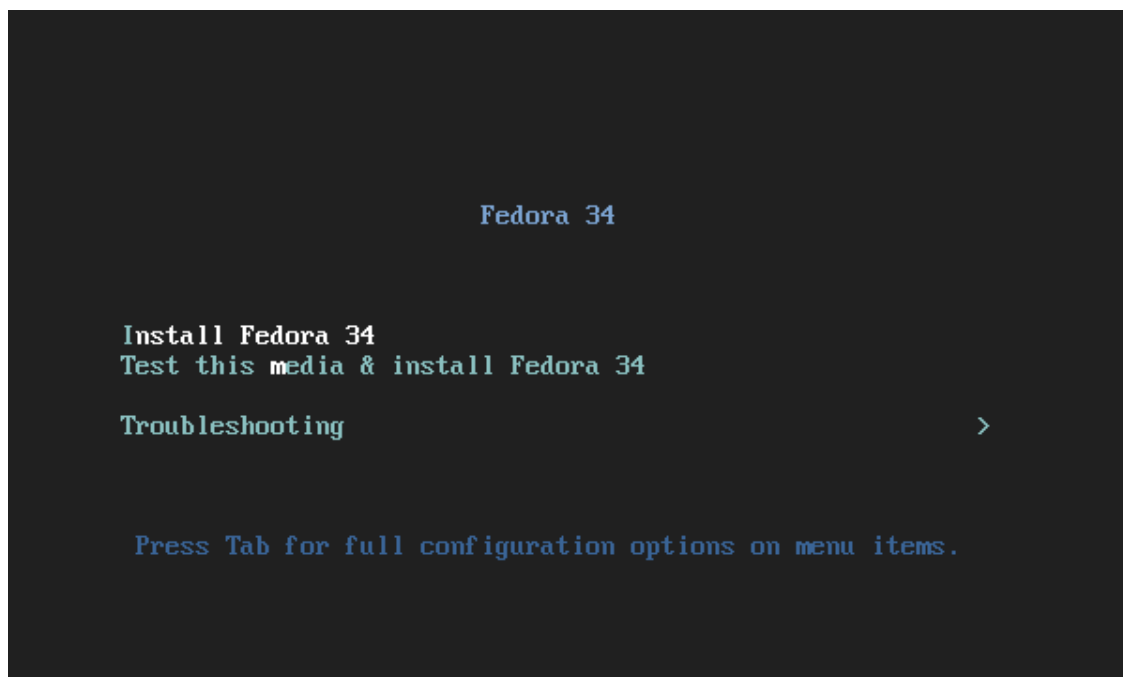 Fedora 34
Install Fedora 34
Test this media & install Fedora 34
Troubleshooting >
Press Tab for full configuration options on menu items.